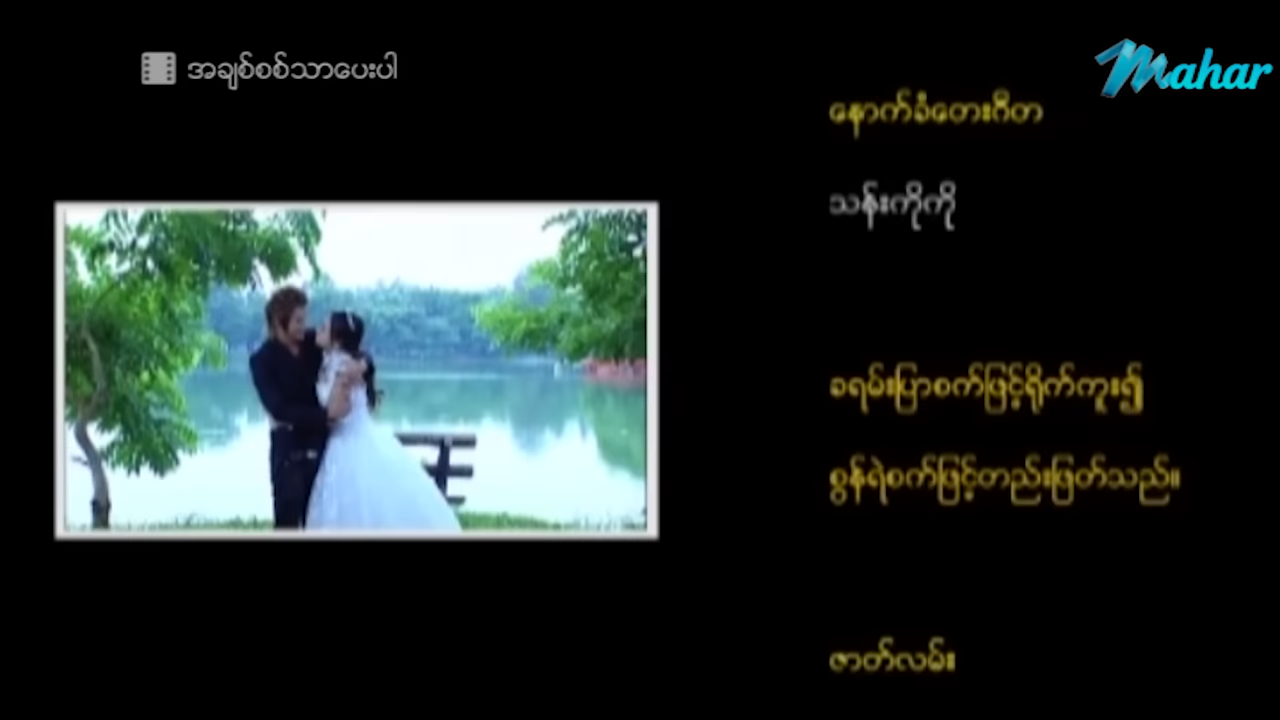 အချစ်စစ်သာပေးပါ
Mahar
နောက်ခံတေးဂီတ
သန်းကိုကို
ခရမ်းပြာစက်ဖြင့်ရိုက်ကူး၍
စွန်ရဲစက်ဖြင့်တည်းဖြတ်သည်။
ဇာတ်လမ်း